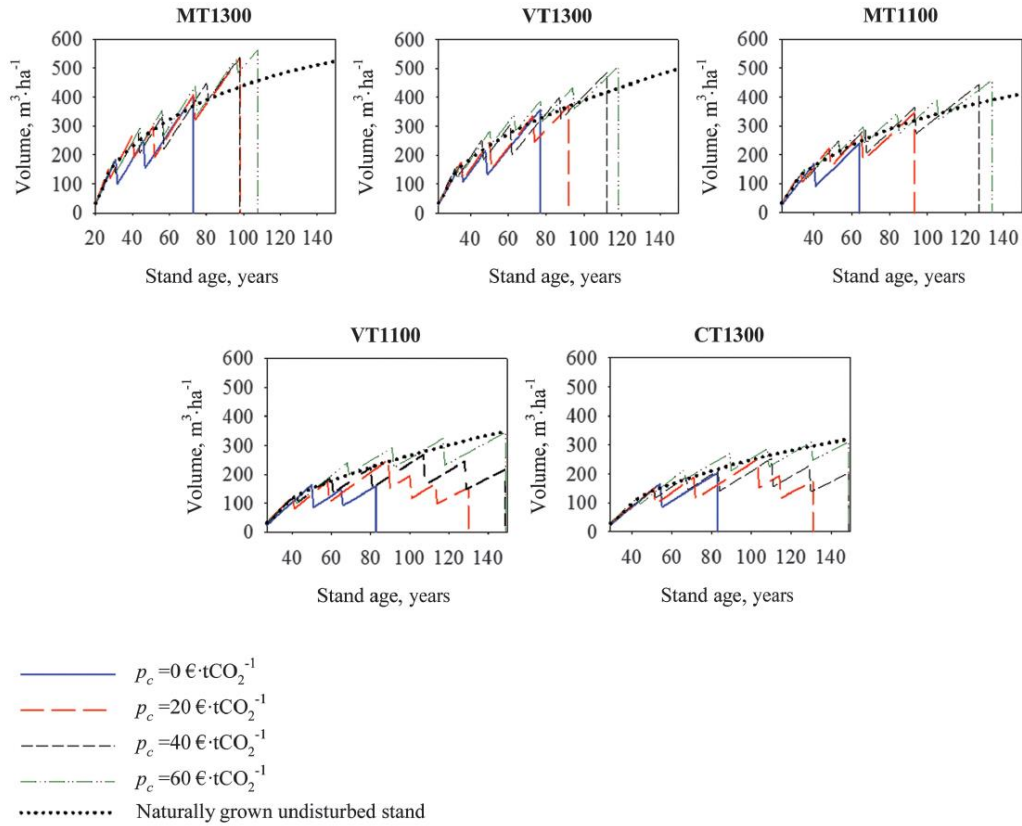 MT1300
VT1300
MT1100
Volume, m³·ha⁻¹
600
500
400
300
200
100
0
20 40 60 80 100 120 140
Stand age, years
Volume, m³·ha⁻¹
600
500
400
300
200
100
0
40 60 80 100 120 140
Stand age, years
Volume, m³·ha⁻¹
600
500
400
300
200
100
0
40 60 80 100 120 140
Stand age, years
VT1100
CT1300
Volume, m³·ha⁻¹
600
500
400
300
200
100
0
40 60 80 100 120 140
Stand age, years
Volume, m³·ha⁻¹
600
500
400
300
200
100
0
40 60 80 100 120 140
Stand age, years
p_c =0 €·tCO₂⁻¹
p_c =20 €·tCO₂⁻¹
p_c =40 €·tCO₂⁻¹
p_c =60 €·tCO₂⁻¹
Naturally grown undisturbed stand